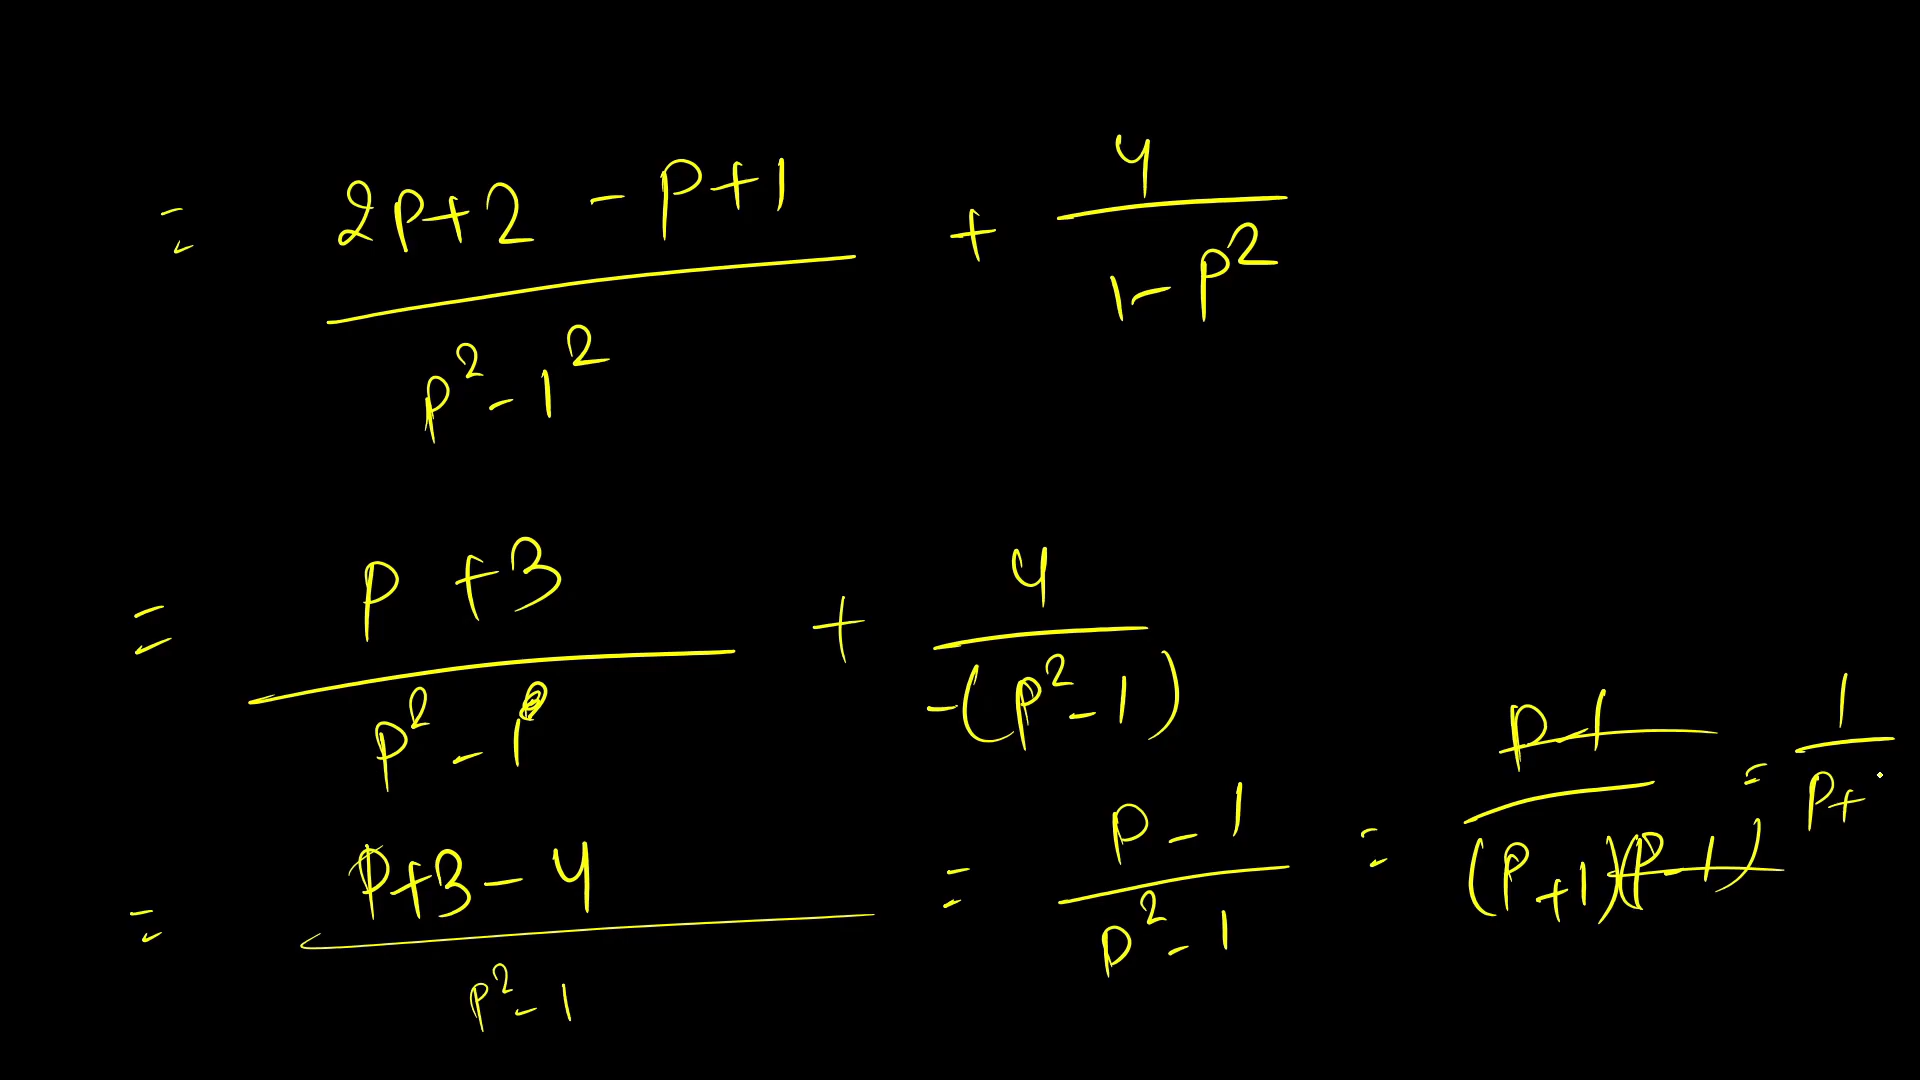 = (2p+2 - p+1)/(p² - 1²) + 4/(1 - p²)
= (p + 3)/(p² - 1) + 4/(-(p² - 1))
= (p+3 - 4)/(p² - 1) = (p - 1)/(p² - 1) = (p-1)/((p+1)(p-1)) = 1/(p+